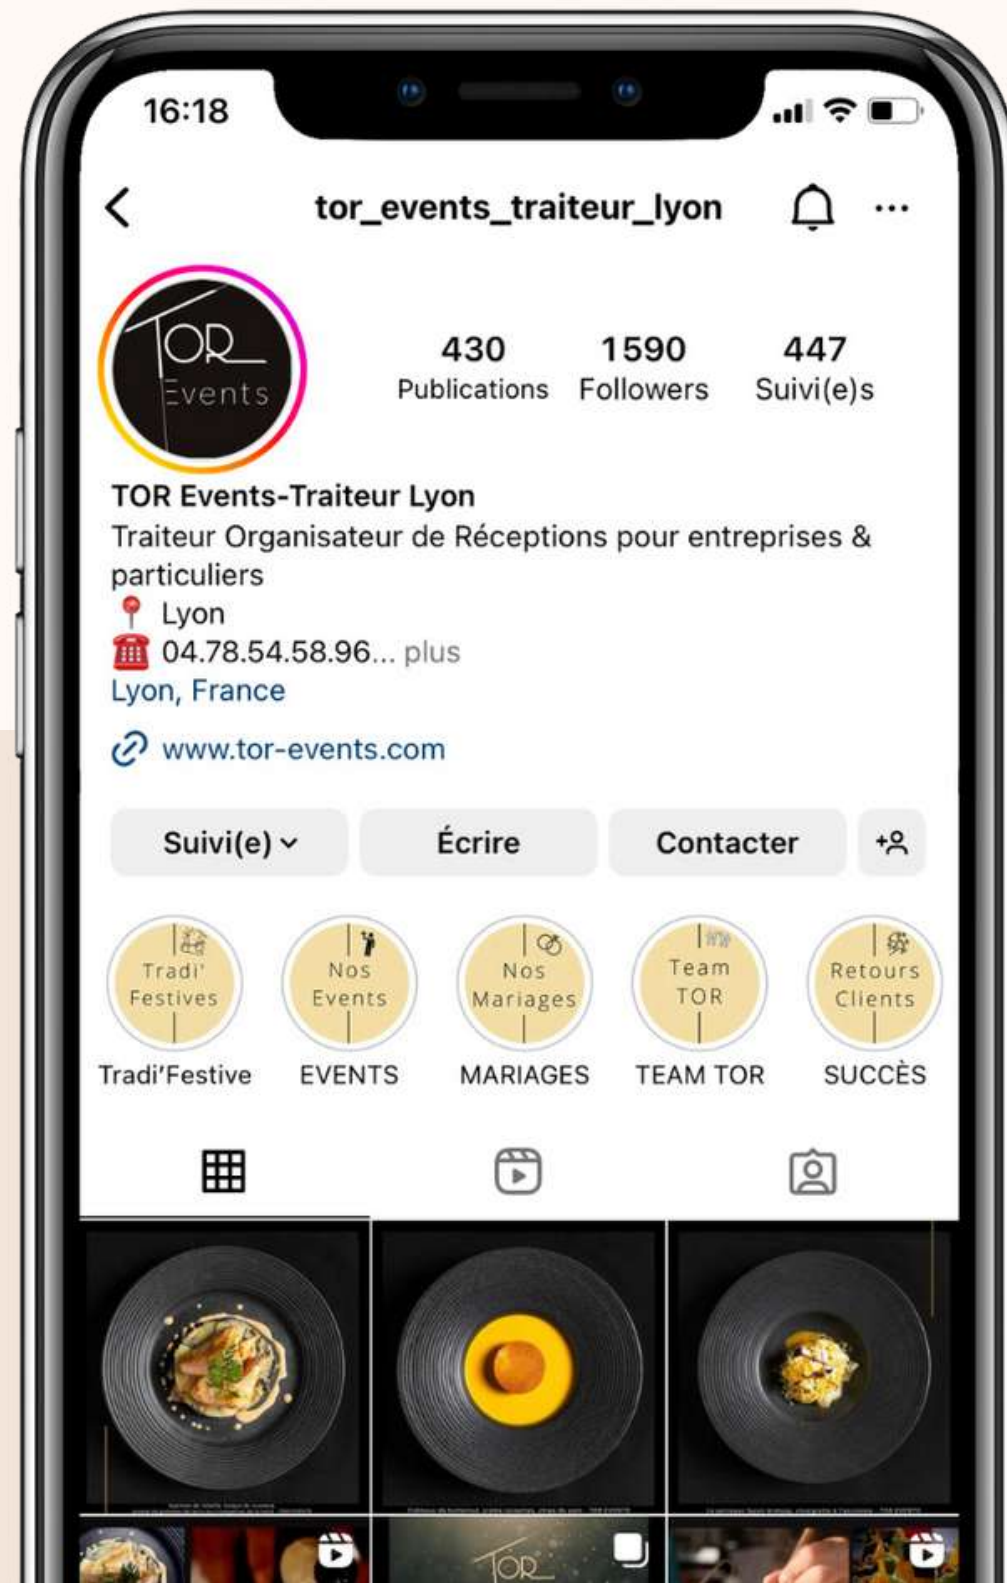 16:18
tor_events_traiteur_lyon
TOR
Events
430
1590
447
Publications
Followers
Suivi(e)s
TOR Events-Traiteur Lyon
Traiteur Organisateur de Réceptions pour entreprises &
particuliers
Lyon
04.78.54.58.96... plus
Lyon, France
www.tor-events.com
Suivi(e)
Écrire
Contacter
Tradi'
Festives
Nos
Events
Nos
Mariages
Team
TOR
Retours
Clients
Tradi'Festive
EVENTS
MARIAGES
TEAM TOR
SUCCÈS
TOR